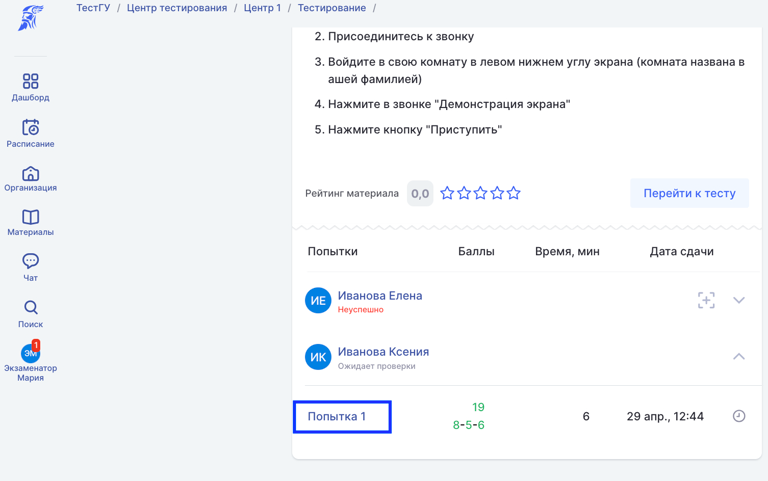 ТестГУ / Центр тестирования / Центр 1 / Тестирование /
2. Присоединитесь к звонку
3. Войдите в свою комнату в левом нижнем углу экрана (комната названа в
ашей фамилией)
4. Нажмите в звонке "Демонстрация экрана"
5. Нажмите кнопку "Приступить"
Дашборд
Расписание
Организация
Материалы
Чат
Поиск
ЭМ 1
Экзаменатор
Мария
Рейтинг материала 0,0 Перейти к тесту
Попытки Баллы Время, мин Дата сдачи
ИЕ Иванова Елена
Неуспешно
ИК Иванова Ксения
Ожидает проверки
Попытка 1 19 6 29 апр., 12:44
8-5-6